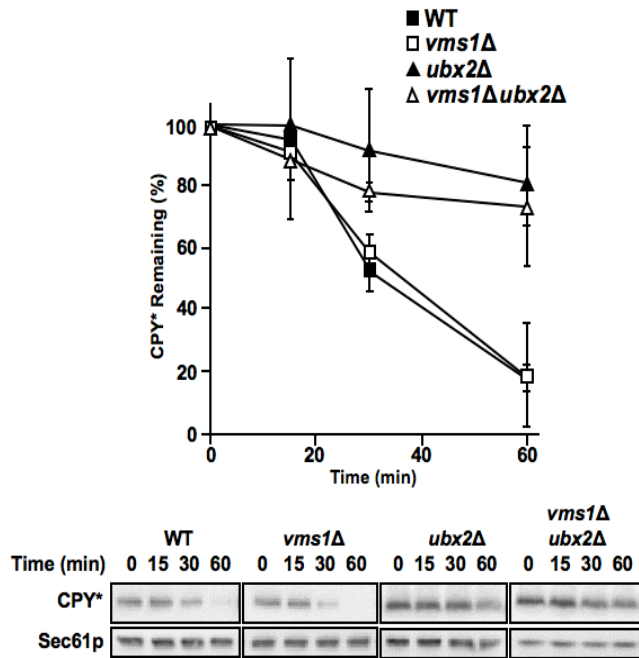 WT
vms1Δ
ubx2Δ
vms1Δubx2Δ
100
80
60
40
20
0
CPY* Remaining (%)
0 20 40 60
Time (min)
WT vms1Δ ubx2Δ vms1Δ
ubx2Δ
Time (min) 0 15 30 60 0 15 30 60 0 15 30 60 0 15 30 60
CPY*
Sec61p